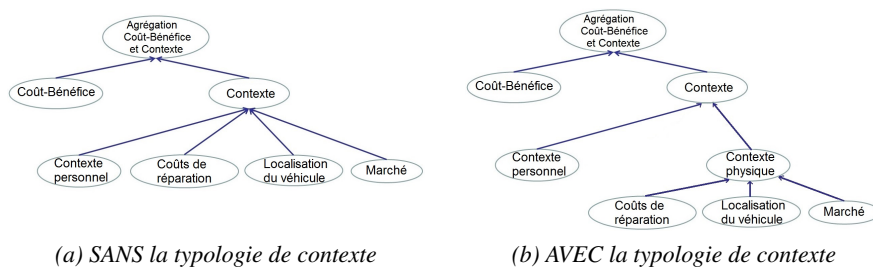 Agrégation
Coût-Bénéfice
et Contexte
Coût-Bénéfice
Contexte
Contexte
personnel
Coûts de
réparation
Localisation
du véhicule
Marché
(a) SANS la typologie de contexte
Agrégation
Coût-Bénéfice
et Contexte
Coût-Bénéfice
Contexte
Contexte
personnel
Contexte
physique
Coûts de
réparation
Localisation
du véhicule
Marché
(b) AVEC la typologie de contexte